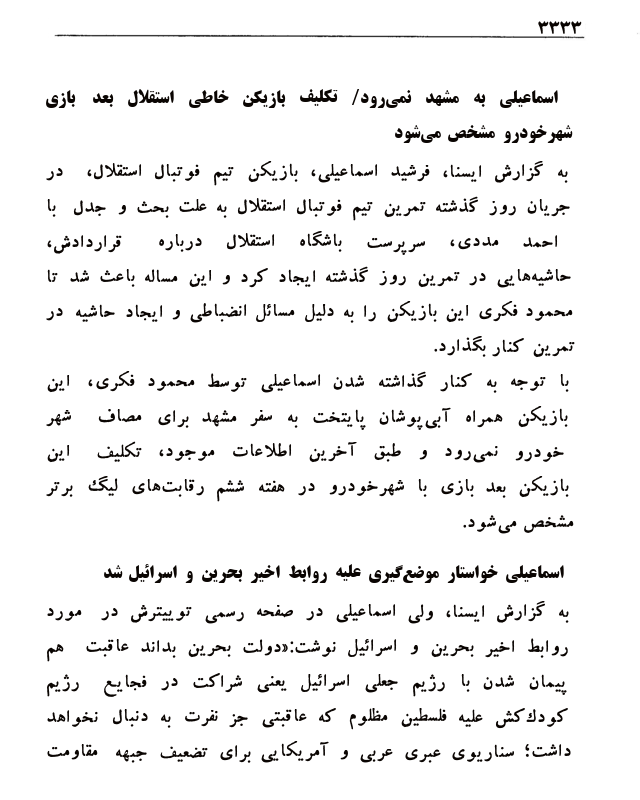 ۳۳۳۳
اسماعیلی به مشهد نمی‌رود/ تکلیف بازیکن خاطی استقلال بعد بازی
شهرخودرو مشخص می‌شود
به گزارش ایسنا، فرشید اسماعیلی، بازیکن تیم فوتبال استقلال، در
جریان روز گذشته تمرین تیم فوتبال استقلال به علت بحث و جدل با
احمد مددی، سرپرست باشگاه استقلال درباره قراردادش،
حاشیه‌هایی در تمرین روز گذشته ایجاد کرد و این مساله باعث شد تا
محمود فکری این بازیکن را به دلیل مسائل انضباطی و ایجاد حاشیه در
تمرین کنار بگذارد.
با توجه به کنار گذاشته شدن اسماعیلی توسط محمود فکری، این
بازیکن همراه آبی‌پوشان پایتخت به سفر مشهد برای مصاف شهر
خودرو نمی‌رود و طبق آخرین اطلاعات موجود، تکلیف این
بازیکن بعد بازی با شهرخودرو در هفته ششم رقابت‌های لیگ برتر
مشخص می‌شود.
اسماعیلی خواستار موضع‌گیری علیه روابط اخیر بحرین و اسرائیل شد
به گزارش ایسنا، ولی اسماعیلی در صفحه رسمی توییترش در مورد
روابط اخیر بحرین و اسرائیل نوشت:«دولت بحرین بداند عاقبت هم
پیمان شدن با رژیم جعلی اسرائیل یعنی شراکت در فجایع رژیم
کودک‌کش علیه فلسطین مظلوم که عاقبتی جز نفرت به دنبال نخواهد
داشت؛ سناریوی عبری عربی و آمریکایی برای تضعیف جبهه مقاومت